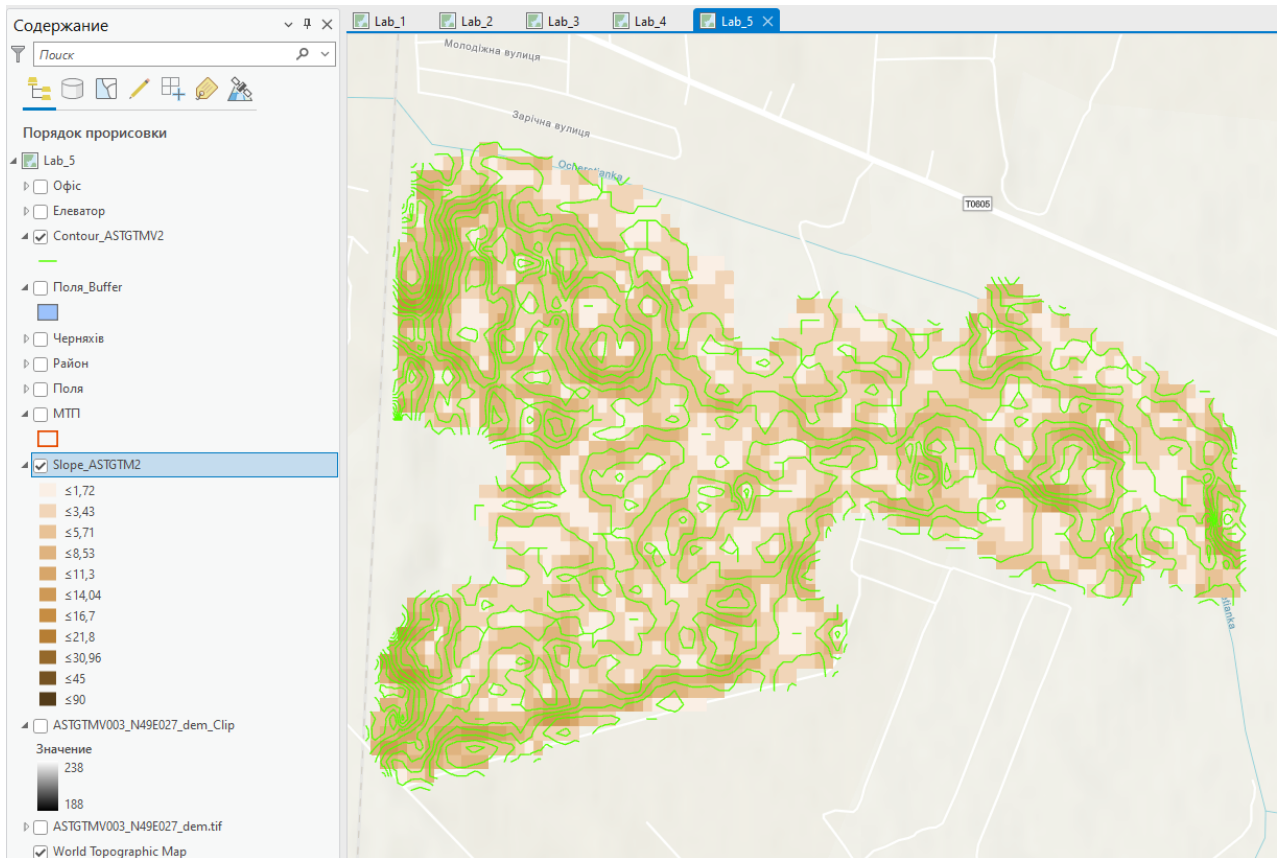 Содержание
Lab_1
Lab_2
Lab_3
Lab_4
Lab_5
Поиск
Порядок прорисовки
Lab_5
Офіс
Елеватор
Contour_ASTGTMV2
Поля_Buffer
Черняхів
Район
Поля
МТП
Slope_ASTGTM2
≤1,72
≤3,43
≤5,71
≤8,53
≤11,3
≤14,04
≤16,7
≤21,8
≤30,96
≤45
≤90
ASTGTMV003_N49E027_dem_Clip
Значение
238
188
ASTGTMV003_N49E027_dem.tif
World Topographic Map
Молодіжна вулиця
Зарічна вулиця
Ocheretianka
T0605